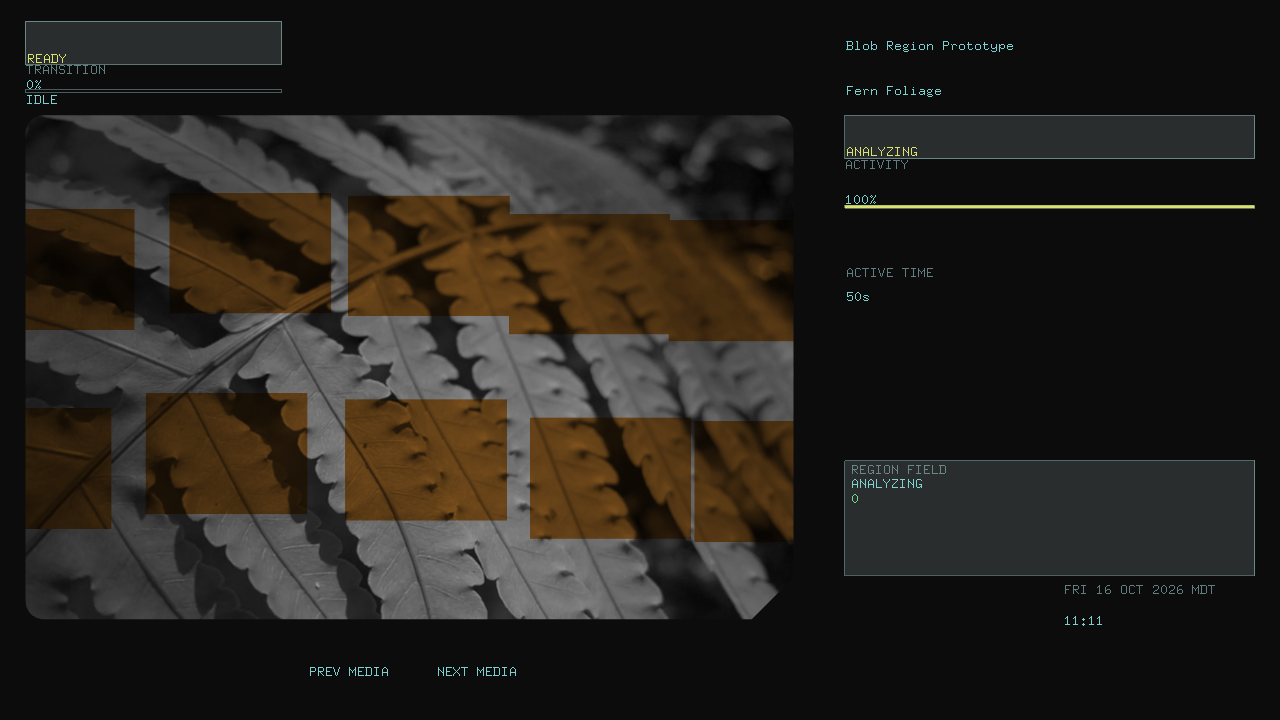 READY
TRANSITION
0%
IDLE
Blob Region Prototype
Fern Foliage
ANALYZING
ACTIVITY
100%
ACTIVE TIME
50s
REGION FIELD
ANALYZING
0
FRI 16 OCT 2026 MDT
11:11
PREV MEDIA
NEXT MEDIA